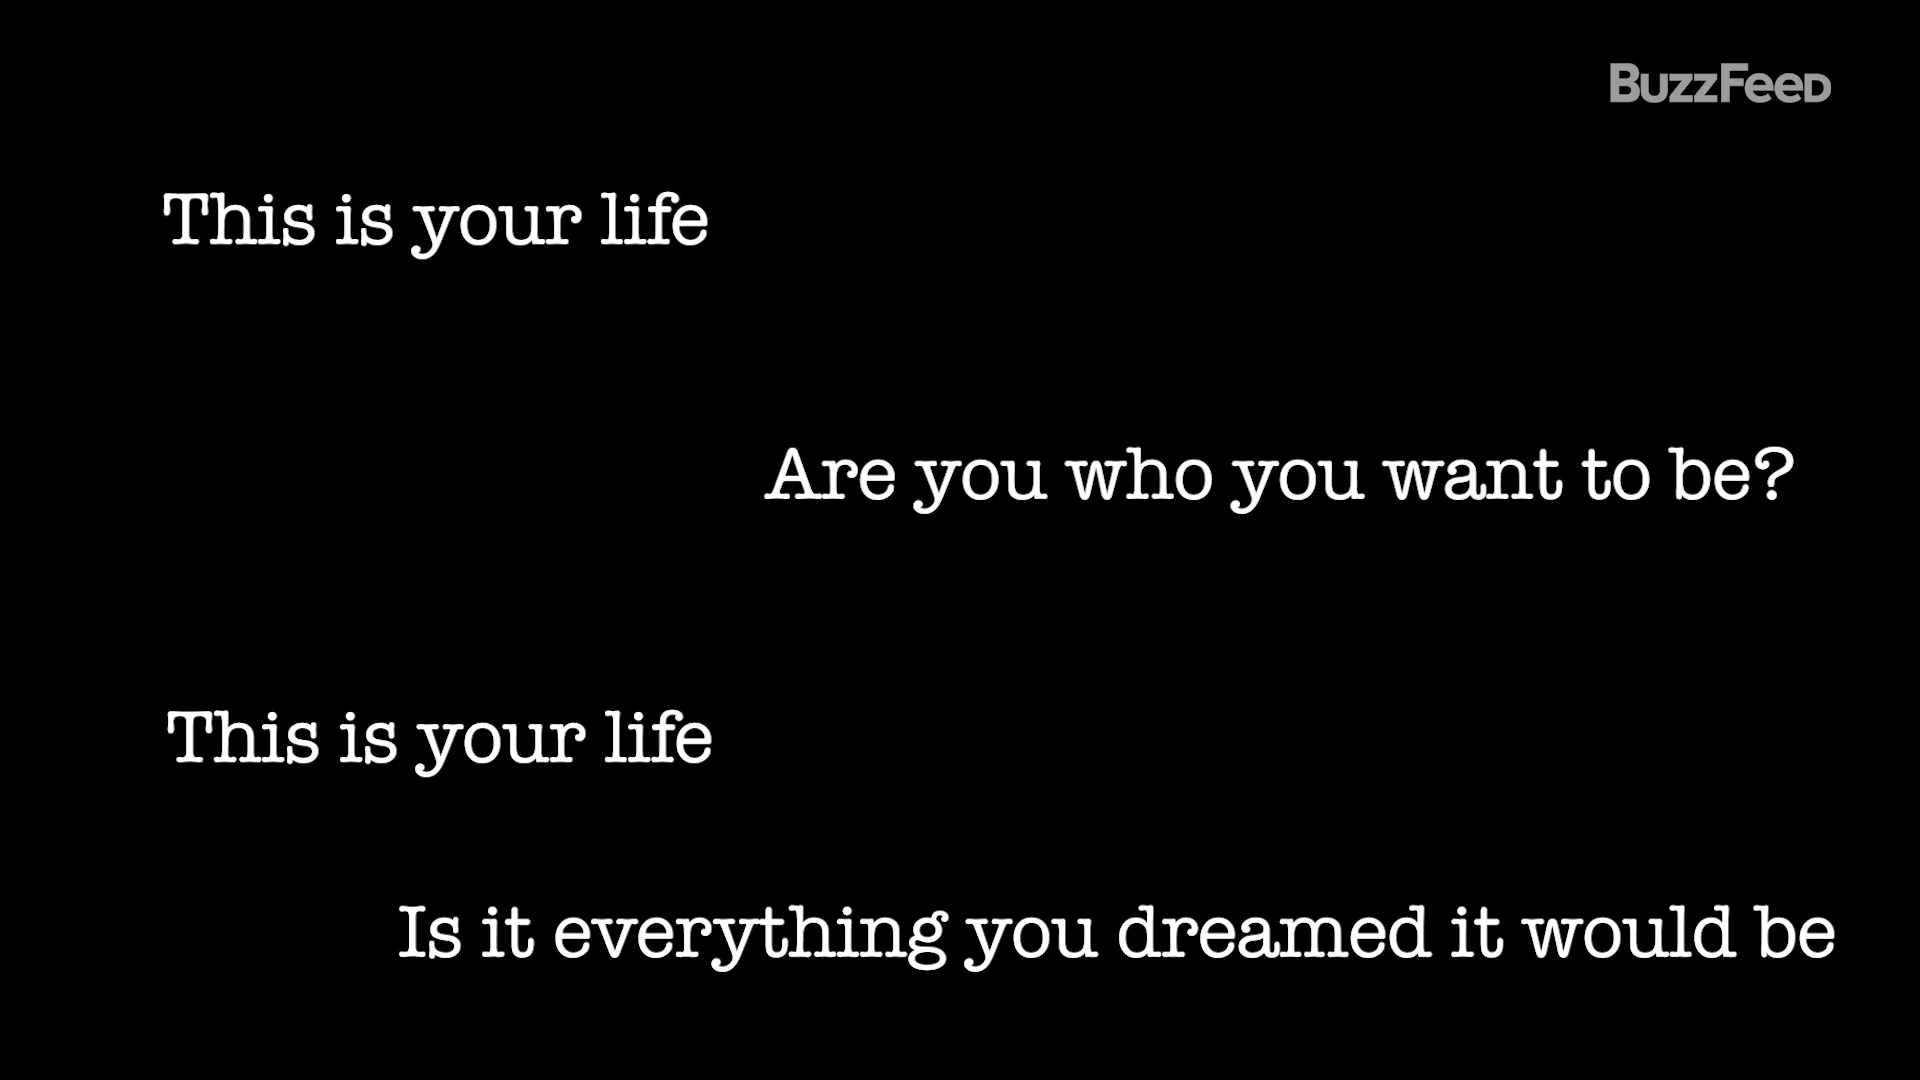 BuzzFeed
This is your life
Are you who you want to be?
This is your life
Is it everything you dreamed it would be